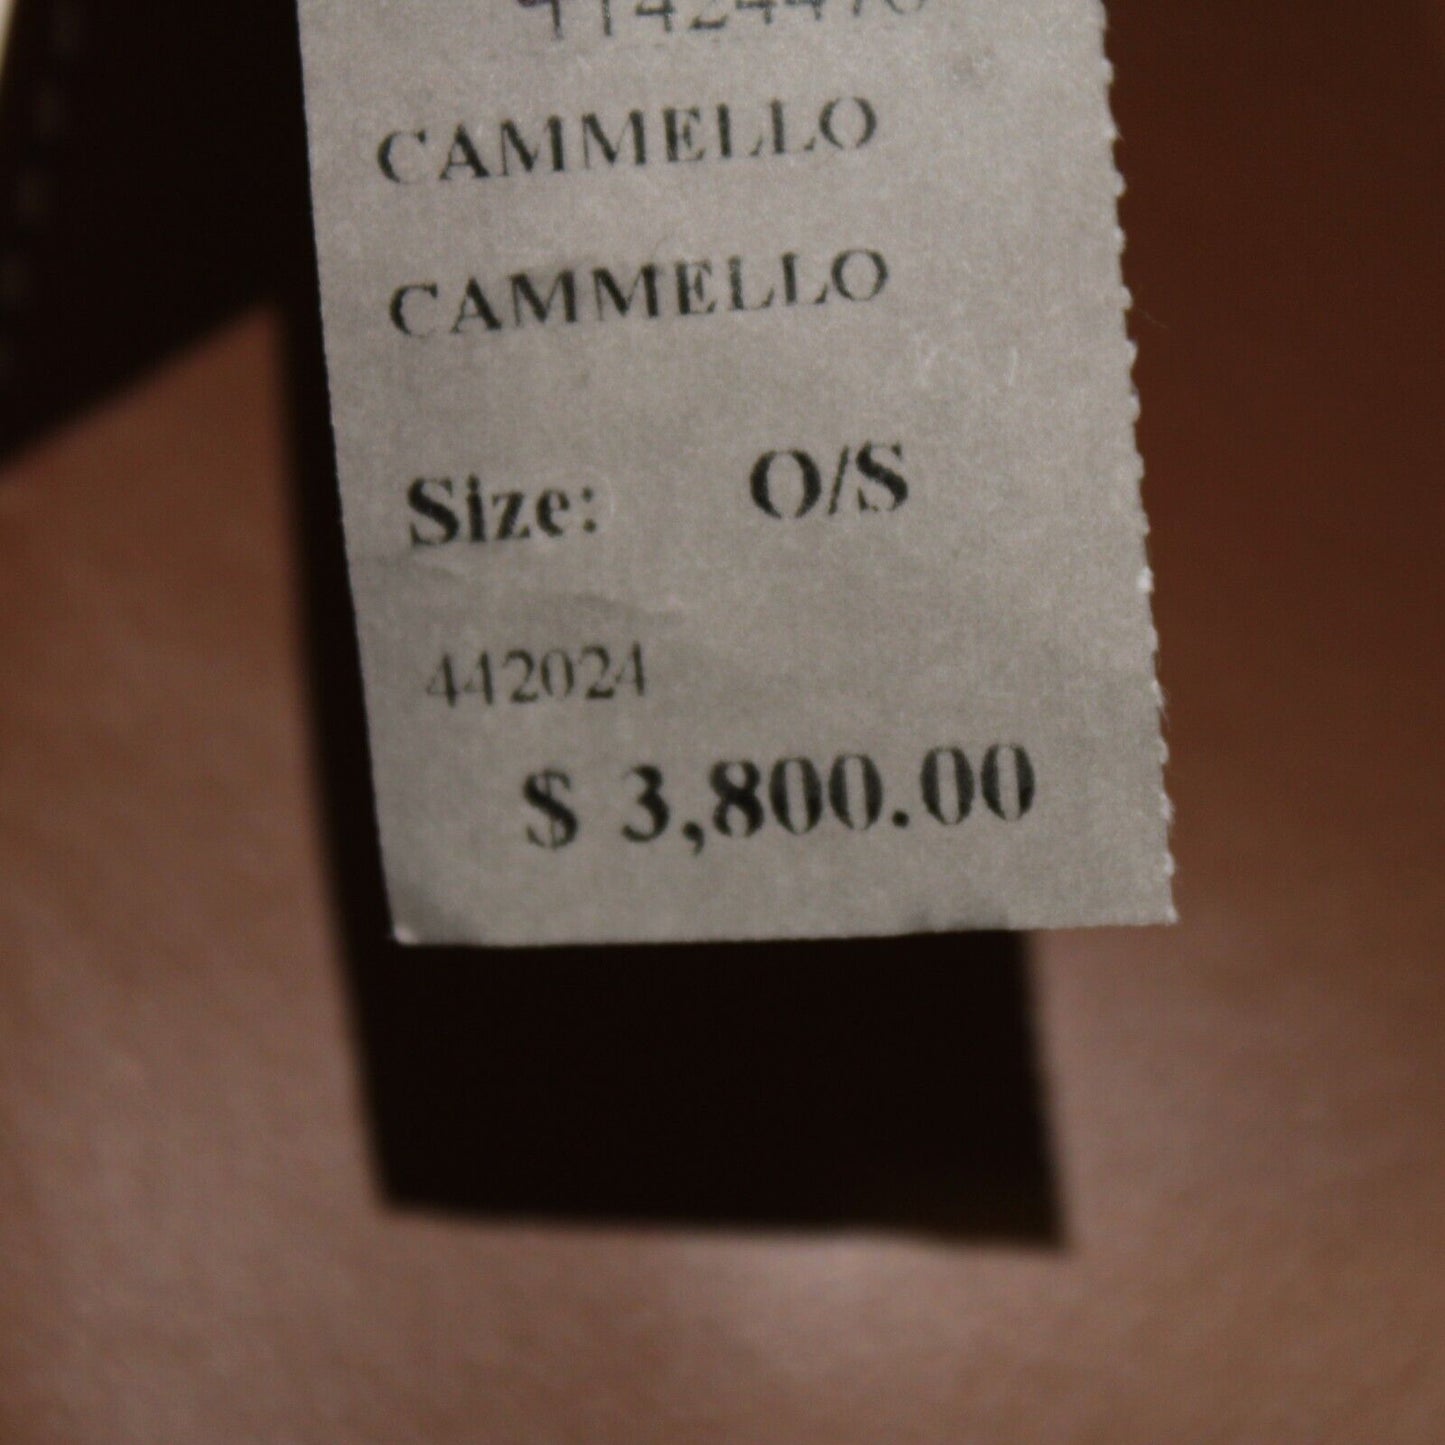 CAMMELLO
CAMMELLO
Size: O/S
442024
$ 3,800.00